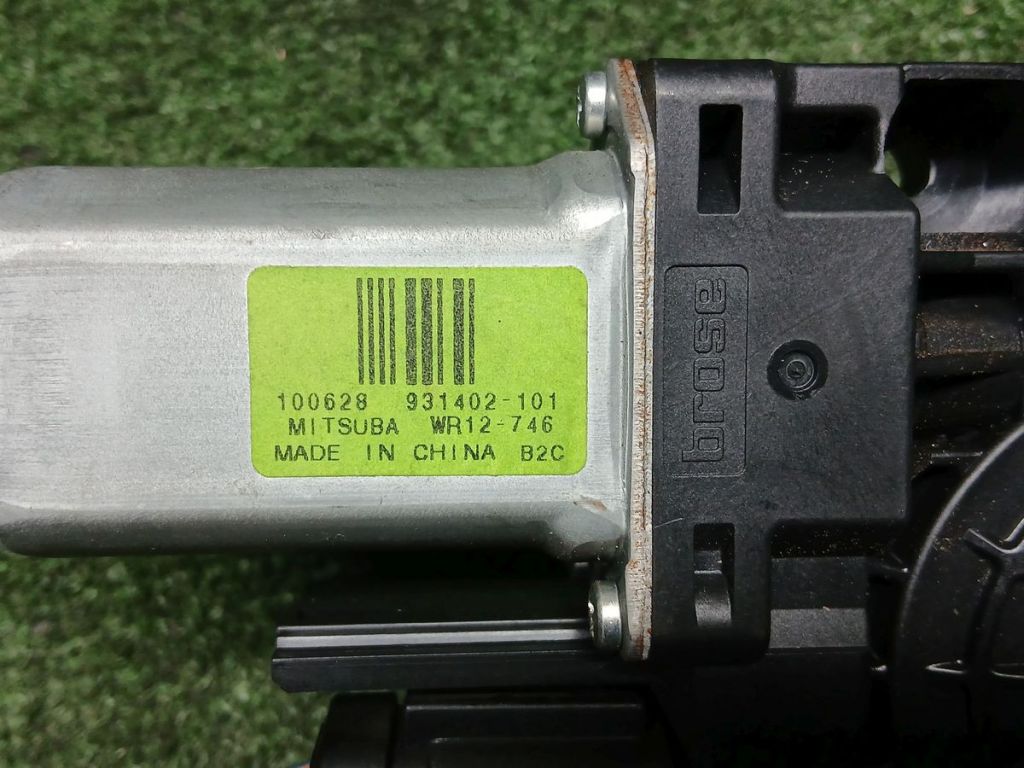 100628 931402-101
MITSUBA WR12-746
MADE IN CHINA B2C
brose